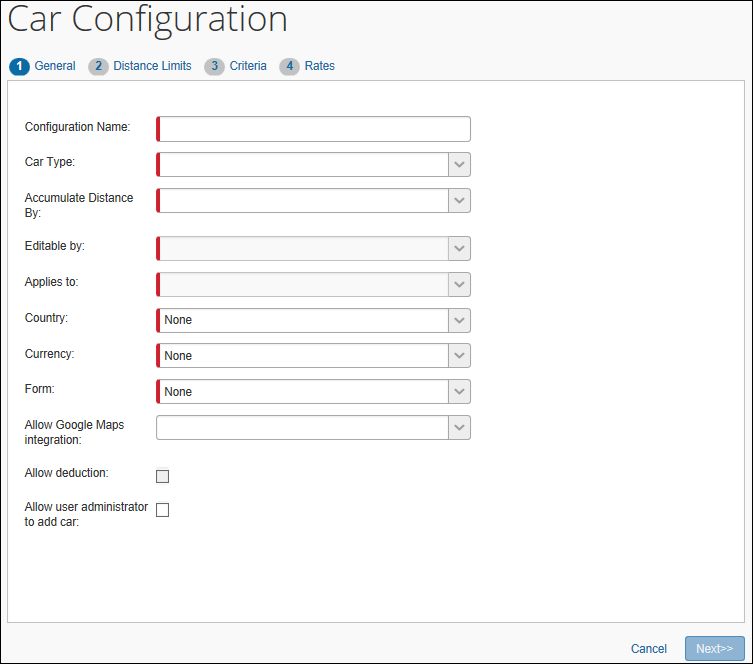 Car Configuration
1 General 2 Distance Limits 3 Criteria 4 Rates
Configuration Name:
Car Type:
Accumulate Distance
By:
Editable by:
Applies to:
Country: None
Currency: None
Form: None
Allow Google Maps
integration:
Allow deduction:
Allow user administrator
to add car:
Cancel Next>>